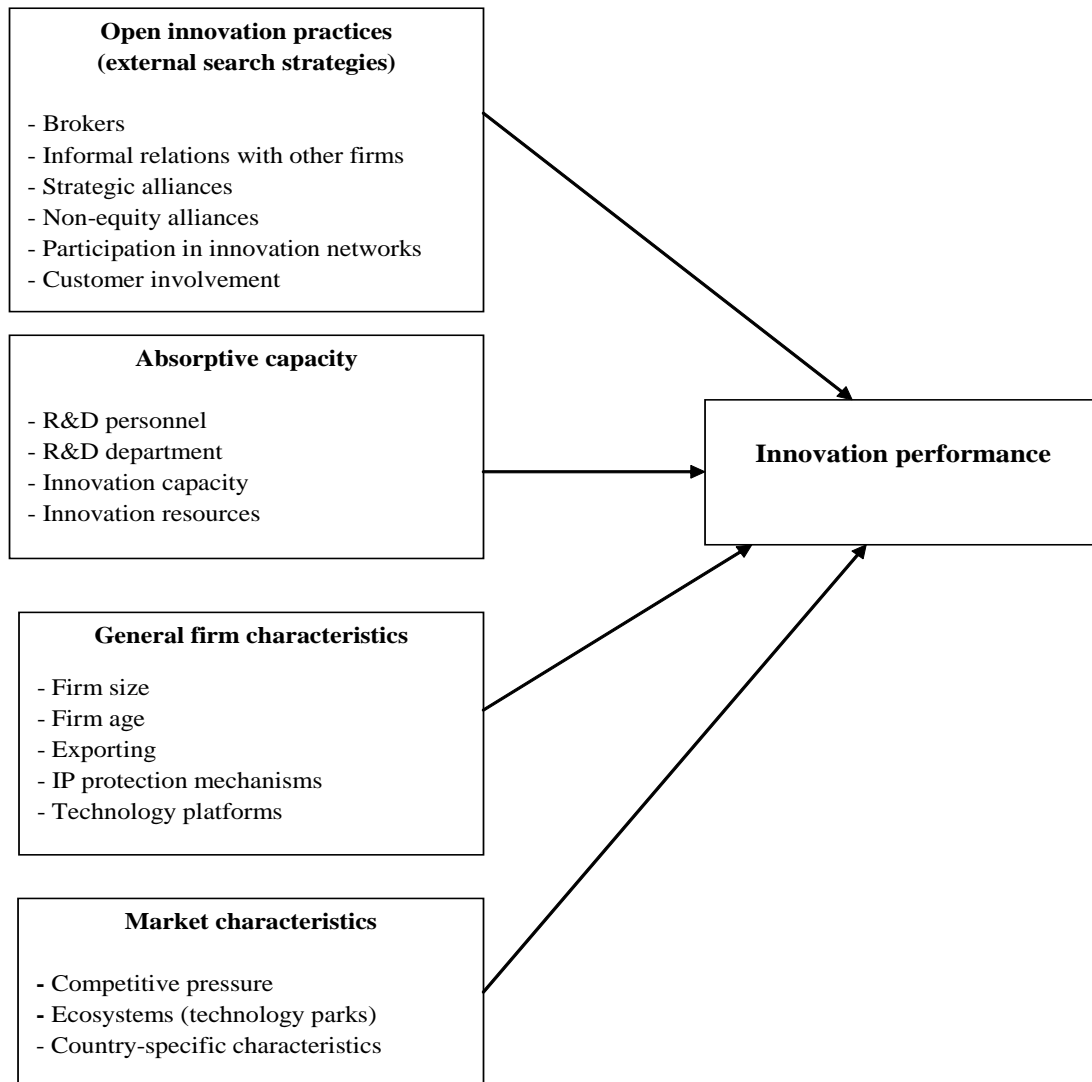 Open innovation practices
(external search strategies)
- Brokers
- Informal relations with other firms
- Strategic alliances
- Non-equity alliances
- Participation in innovation networks
- Customer involvement
Absorptive capacity
- R&D personnel
- R&D department
- Innovation capacity
- Innovation resources
Innovation performance
General firm characteristics
- Firm size
- Firm age
- Exporting
- IP protection mechanisms
- Technology platforms
Market characteristics
- Competitive pressure
- Ecosystems (technology parks)
- Country-specific characteristics